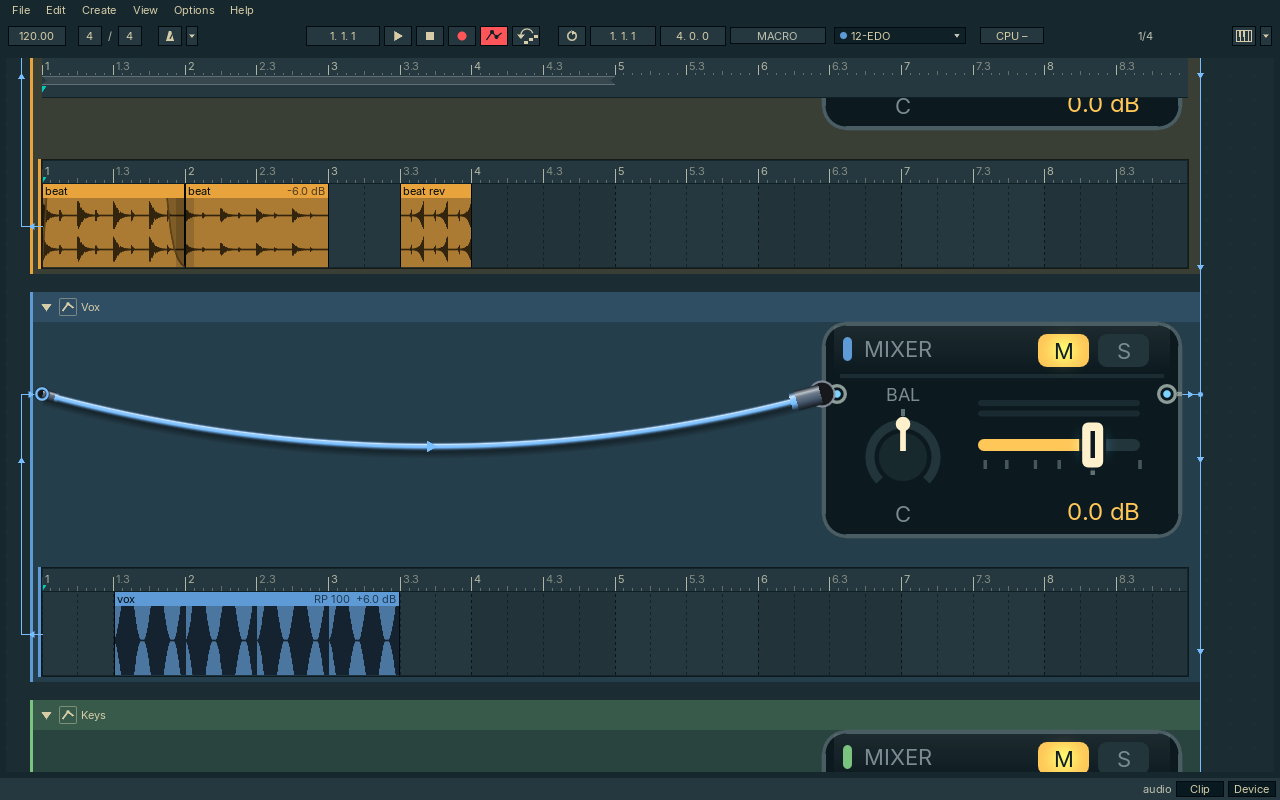 File Edit Create View Options Help
120.00 4 / 4 1. 1. 1 1. 1. 1 4. 0. 0 MACRO 12-EDO CPU – 1/4
1 1.3 2 2.3 3 3.3 4 4.3 5 5.3 6 6.3 7 7.3 8 8.3
C 0.0 dB
1 1.3 2 2.3 3 3.3 4 4.3 5 5.3 6 6.3 7 7.3 8 8.3
beat beat -6.0 dB beat rev
Vox
MIXER M S
BAL
C 0.0 dB
1 1.3 2 2.3 3 3.3 4 4.3 5 5.3 6 6.3 7 7.3 8 8.3
vox RP 100 +6.0 dB
Keys
MIXER M S
audio Clip Device